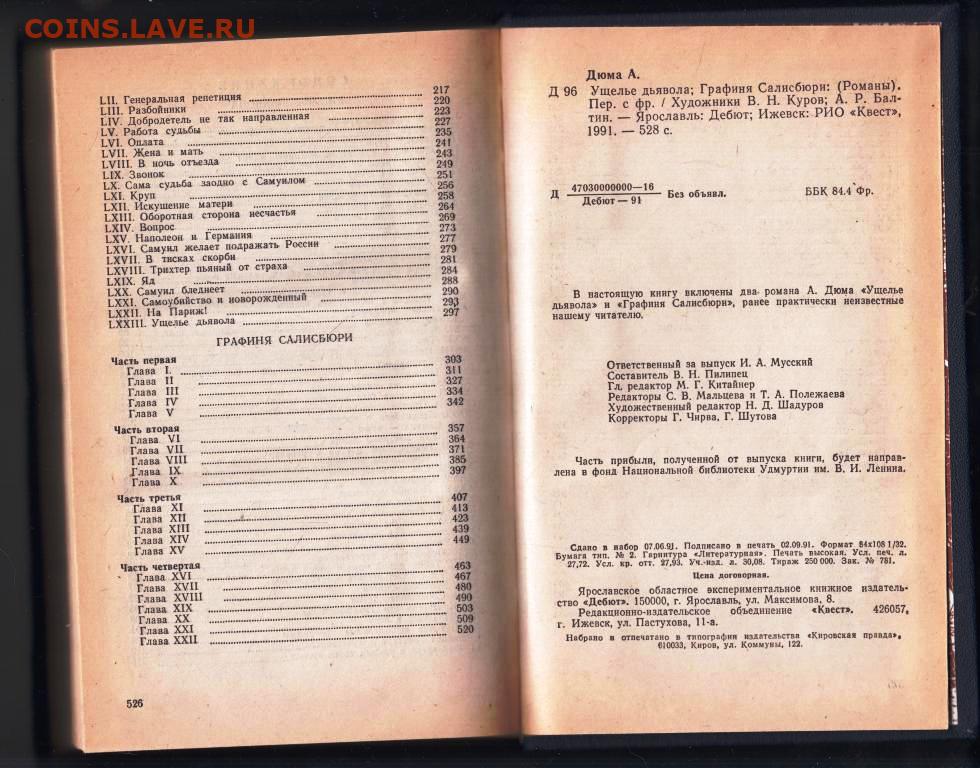 COINS.LAVE.RU
LII. Генеральная репетиция 217
LIII. Разбойники 220
LIV. Добродетель не так направленная 223
LV. Работа судьбы 227
LVI. Оплата 235
LVII. Жена и мать 241
LVIII. В ночь отъезда 243
LIX. Звонок 249
LX. Сама судьба заодно с Самуилом 251
LXI. Круп 256
LXII. Искушение матери 258
LXIII. Оборотная сторона несчастья 264
LXIV. Вопрос 269
LXV. Наполеон и Германия 273
LXVI. Самуил желает подражать России 277
LXVII. В тисках скорби 279
LXVIII. Трихтер пьяный от страха 281
LXIX. Яд 284
LXX. Самуил бледнеет 288
LXXI. Самоубийство и новорожденный 290
LXXII. На Париж! 293
LXXIII. Ущелье дьявола 297
ГРАФИНЯ САЛИСБЮРИ
Часть первая
Глава I. 303
Глава II 311
Глава III 327
Глава IV 334
Глава V 342
Часть вторая
Глава VI 357
Глава VII 364
Глава VIII 371
Глава IX 385
Глава X 397
Часть третья
Глава XI 407
Глава XII 413
Глава XIII 423
Глава XIV 439
Глава XV 449
Часть четвертая
Глава XVI 463
Глава XVII 467
Глава XVIII 480
Глава XIX 490
Глава XX 503
Глава XXI 509
Глава XXII 520
526
Дюма А.
Д 96 Ущелье дьявола; Графиня Салисбюри: (Романы).
Пер. с фр. / Художники В. Н. Куров; А. Р. Бал-
тин. — Ярославль: Дебют; Ижевск: РИО «Квест»,
1991. — 528 с.
Д 47030000000—16 Без объявл. ББК 84.4 Фр.
Дебют — 91
В настоящую книгу включены два романа А. Дюма «Ущелье
дьявола» и «Графиня Салисбюри», ранее практически неизвестные
нашему читателю.
Ответственный за выпуск И. А. Мусский
Составитель В. Н. Пилипец
Гл. редактор М. Г. Китайнер
Редакторы С. В. Мальцева и Т. А. Полежаева
Художественный редактор Н. Д. Шадуров
Корректоры Г. Чирва, Г. Шутова
Часть прибыли, полученной от выпуска книги, будет направ-
лена в фонд Национальной библиотеки Удмуртии им. В. И. Ленина.
Сдано в набор 07.06.91. Подписано в печать 02.09.91. Формат 84х108 1/32.
Бумага тип. № 2. Гарнитура «Литературная». Печать высокая. Усл. печ. л.
27,72. Усл. кр. отт. 27,93. Уч.-изд. л. 30,08. Тираж 250 000. Зак. № 781.
Цена договорная.
Ярославское областное экспериментальное книжное издатель-
ство «Дебют». 150000, г. Ярославль, ул. Максимова, 8.
Редакционно-издательское объединение «Квест». 426057,
г. Ижевск, ул. Пастухова, 11-а.
Набрано и отпечатано в типографии издательства «Кировская правда»,
610033, Киров, ул. Коммуны, 122.